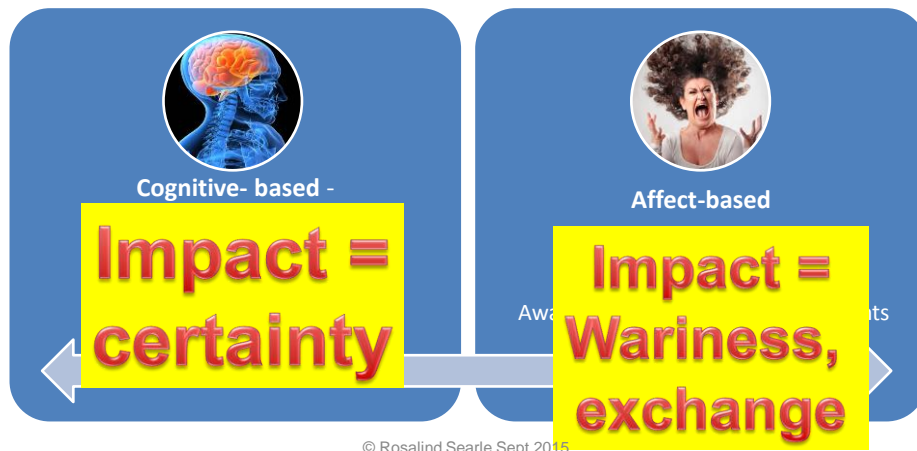 Cognitive- based -
Impact =
certainty
Affect-based
Impact =
Wariness,
exchange
© Rosalind Searle Sept 2015